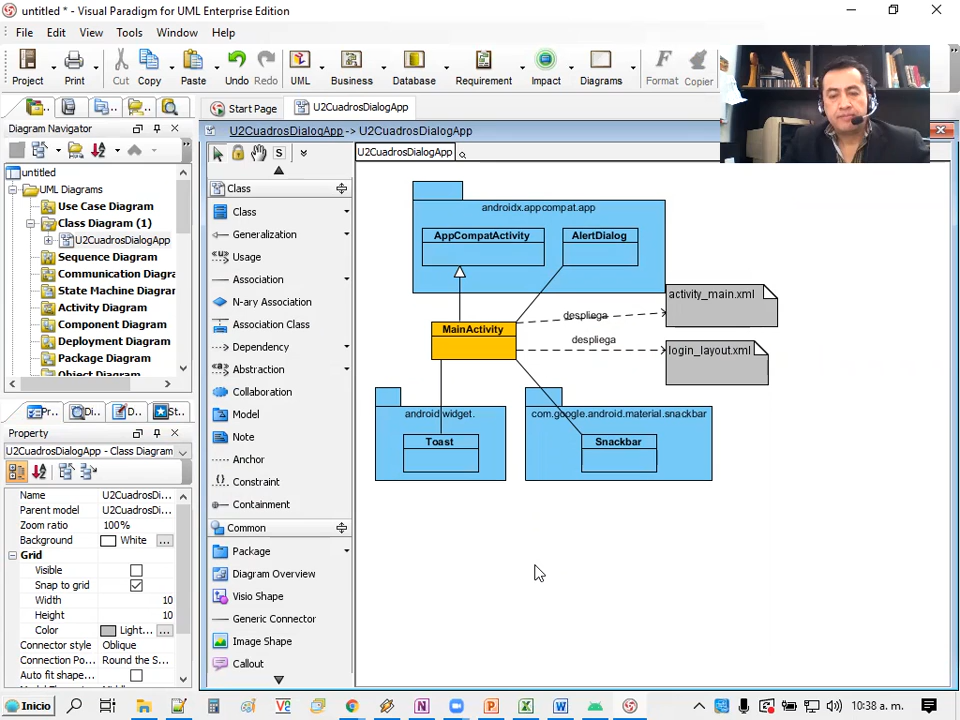 untitled * - Visual Paradigm for UML Enterprise Edition
File Edit View Tools Window Help
Project Print Cut Copy Paste Undo Redo UML Business Database Requirement Impact Diagrams Format Copier
Start Page U2CuadrosDialogApp
Diagram Navigator
U2CuadrosDialogApp -> U2CuadrosDialogApp
U2CuadrosDialogApp
untitled
UML Diagrams
Use Case Diagram
Class Diagram (1)
U2CuadrosDialogApp
Sequence Diagram
Communication Diagra
State Machine Diagra
Activity Diagram
Component Diagram
Deployment Diagram
Package Diagram
Object Diagram
Pr... Di... D... St..
Property
U2CuadrosDialogApp - Class Diagram
Name U2CuadrosDi...
Parent model U2CuadrosDi...
Zoom ratio 100%
Background White ...
Grid
Visible
Snap to grid
Width 10
Height 10
Color Light... ...
Connector style Oblique
Connection Po... Round the S...
Auto fit shape...
S
Class
Class
Generalization
Usage
Association
N-ary Association
Association Class
Dependency
Abstraction
Collaboration
Model
Note
Anchor
Constraint
Containment
Common
Package
Diagram Overview
Visio Shape
Generic Connector
Image Shape
Callout
androidx.appcompat.app
AppCompatActivity AlertDialog
activity_main.xml
despliega
MainActivity
despliega
login_layout.xml
android.widget.
Toast
com.google.android.material.snackbar
Snackbar
Inicio
10:38 a. m.